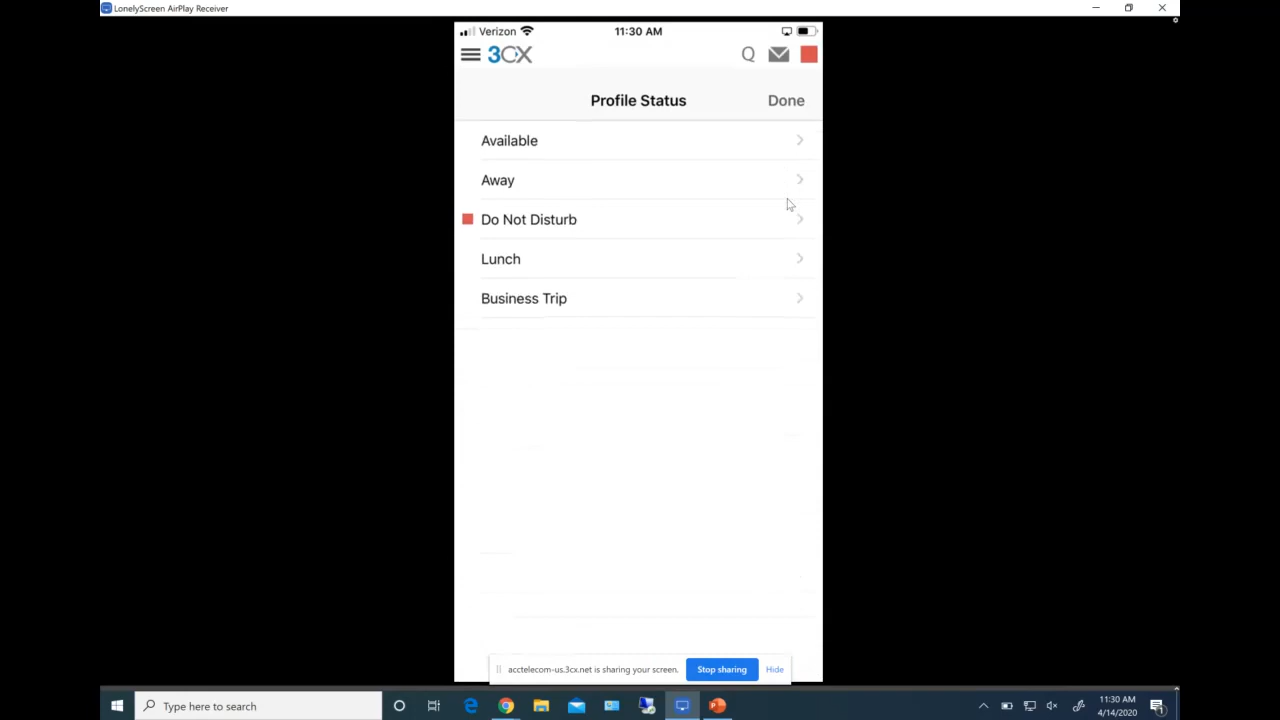 LonelyScreen AirPlay Receiver
Verizon 11:30 AM
3CX Q
Profile Status Done
Available
Away
Do Not Disturb
Lunch
Business Trip
acctelecom-us.3cx.net is sharing your screen. Stop sharing Hide
Type here to search
11:30 AM
4/14/2020
1